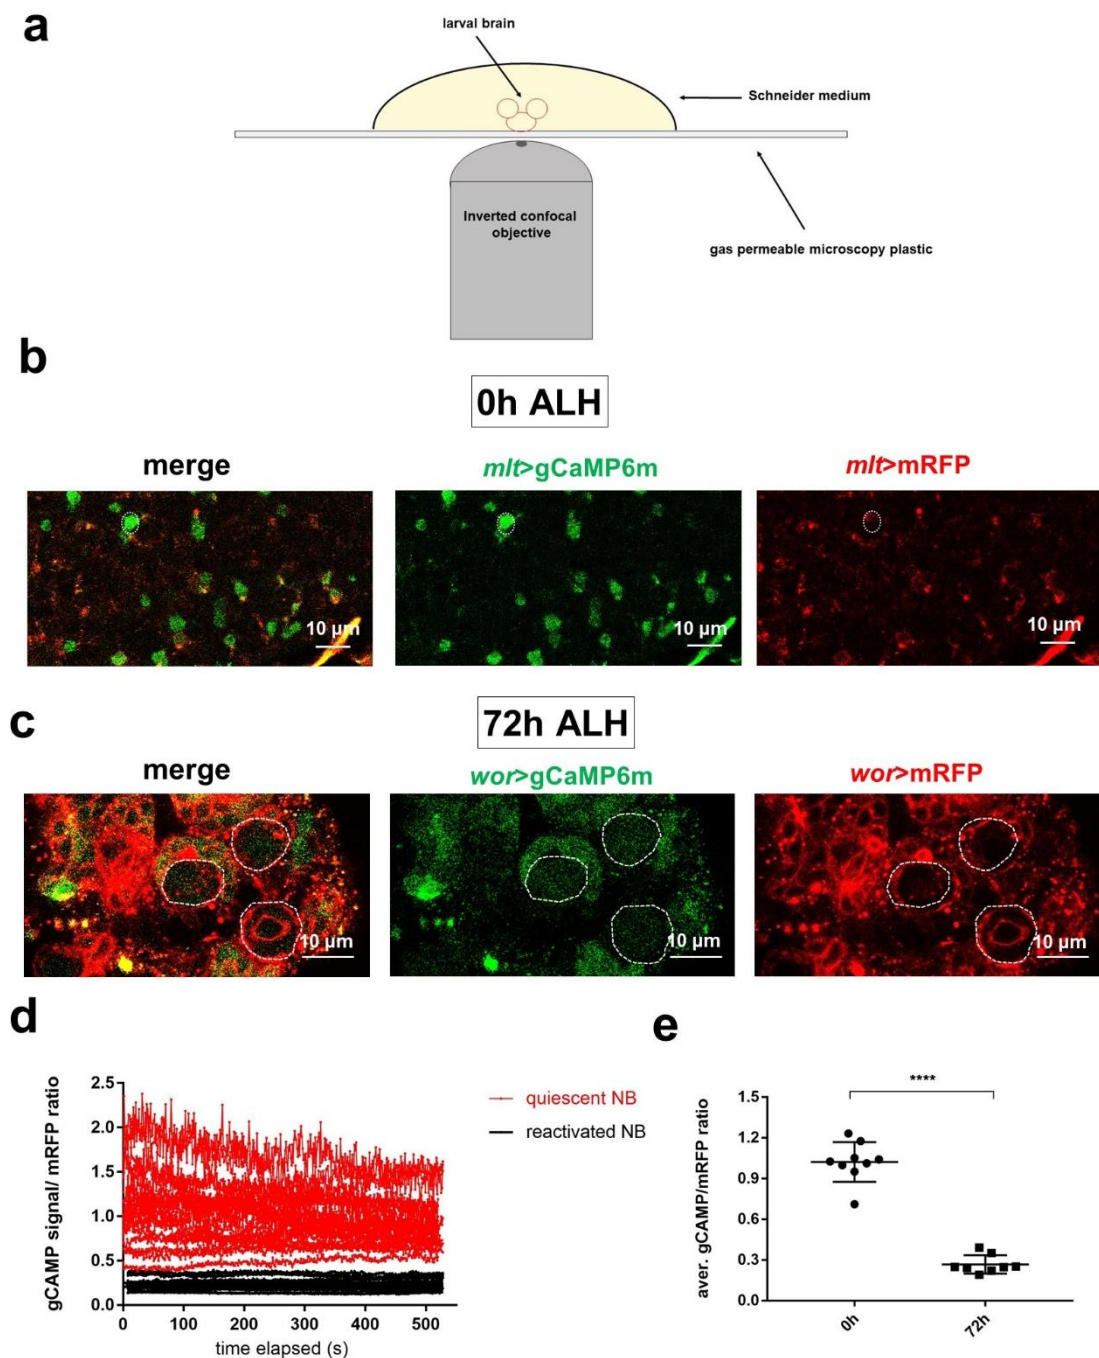 a
larval brain
Schneider medium
Inverted confocal
objective
gas permeable microscopy plastic
b
0h ALH
merge
mlt>gCaMP6m
mlt>mRFP
10 µm
10 µm
10 µm
c
72h ALH
merge
wor>gCaMP6m
wor>mRFP
10 µm
10 µm
10 µm
d
gCAMP signal/ mRFP ratio
2.5
2.0
1.5
1.0
0.5
0.0
0 100 200 300 400 500
time elapsed (s)
quiescent NB
reactivated NB
e
aver. gCAMP/mRFP ratio
1.5
1.2
0.9
0.6
0.3
0.0
****
0h
72h